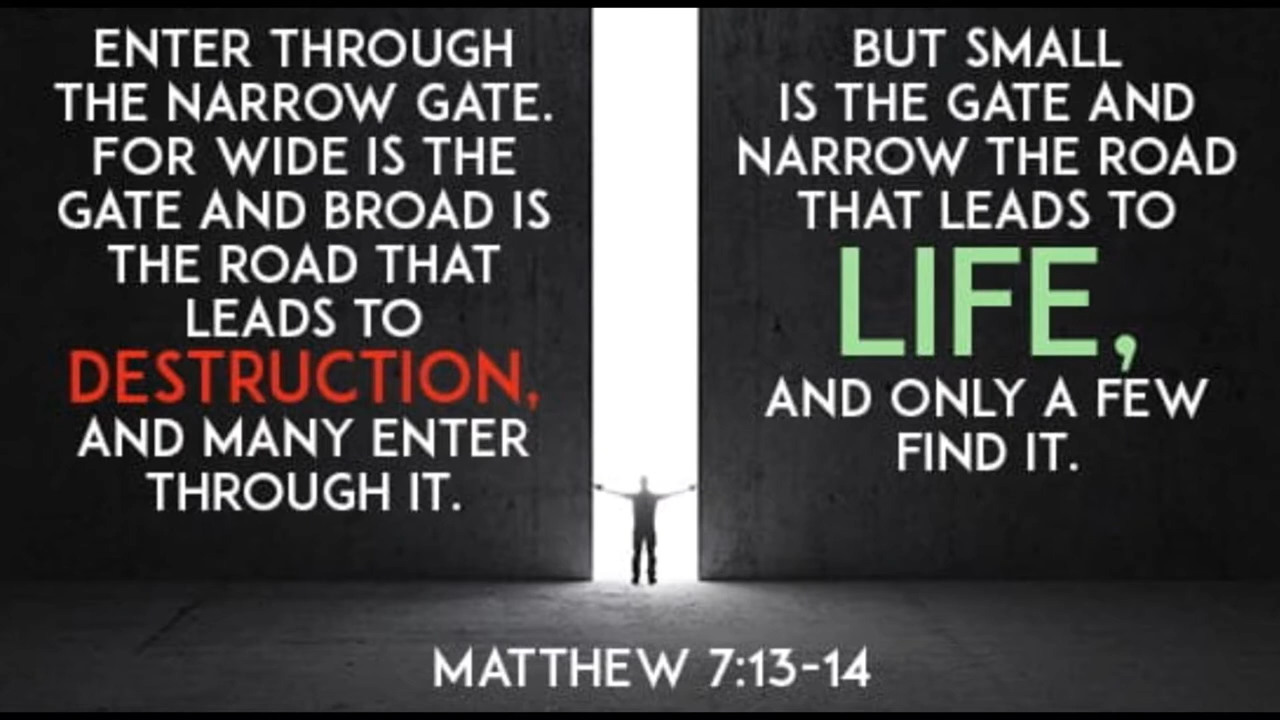 ENTER THROUGH
THE NARROW GATE.
FOR WIDE IS THE
GATE AND BROAD IS
THE ROAD THAT
LEADS TO
DESTRUCTION,
AND MANY ENTER
THROUGH IT.
BUT SMALL
IS THE GATE AND
NARROW THE ROAD
THAT LEADS TO
LIFE,
AND ONLY A FEW
FIND IT.
MATTHEW 7:13-14